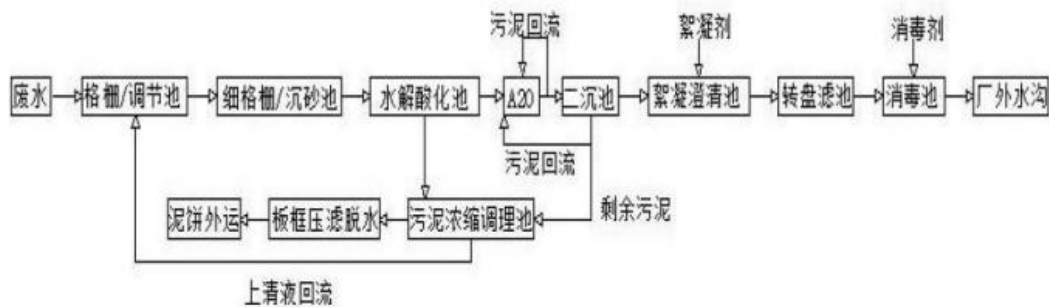 污泥回流
絮凝剂
消毒剂
废水
格栅/调节池
细格栅/沉砂池
水解酸化池
A2O
二沉池
絮凝澄清池
转盘滤池
消毒池
厂外水沟
污泥回流
剩余污泥
泥饼外运
板框压滤脱水
污泥浓缩调理池
上清液回流